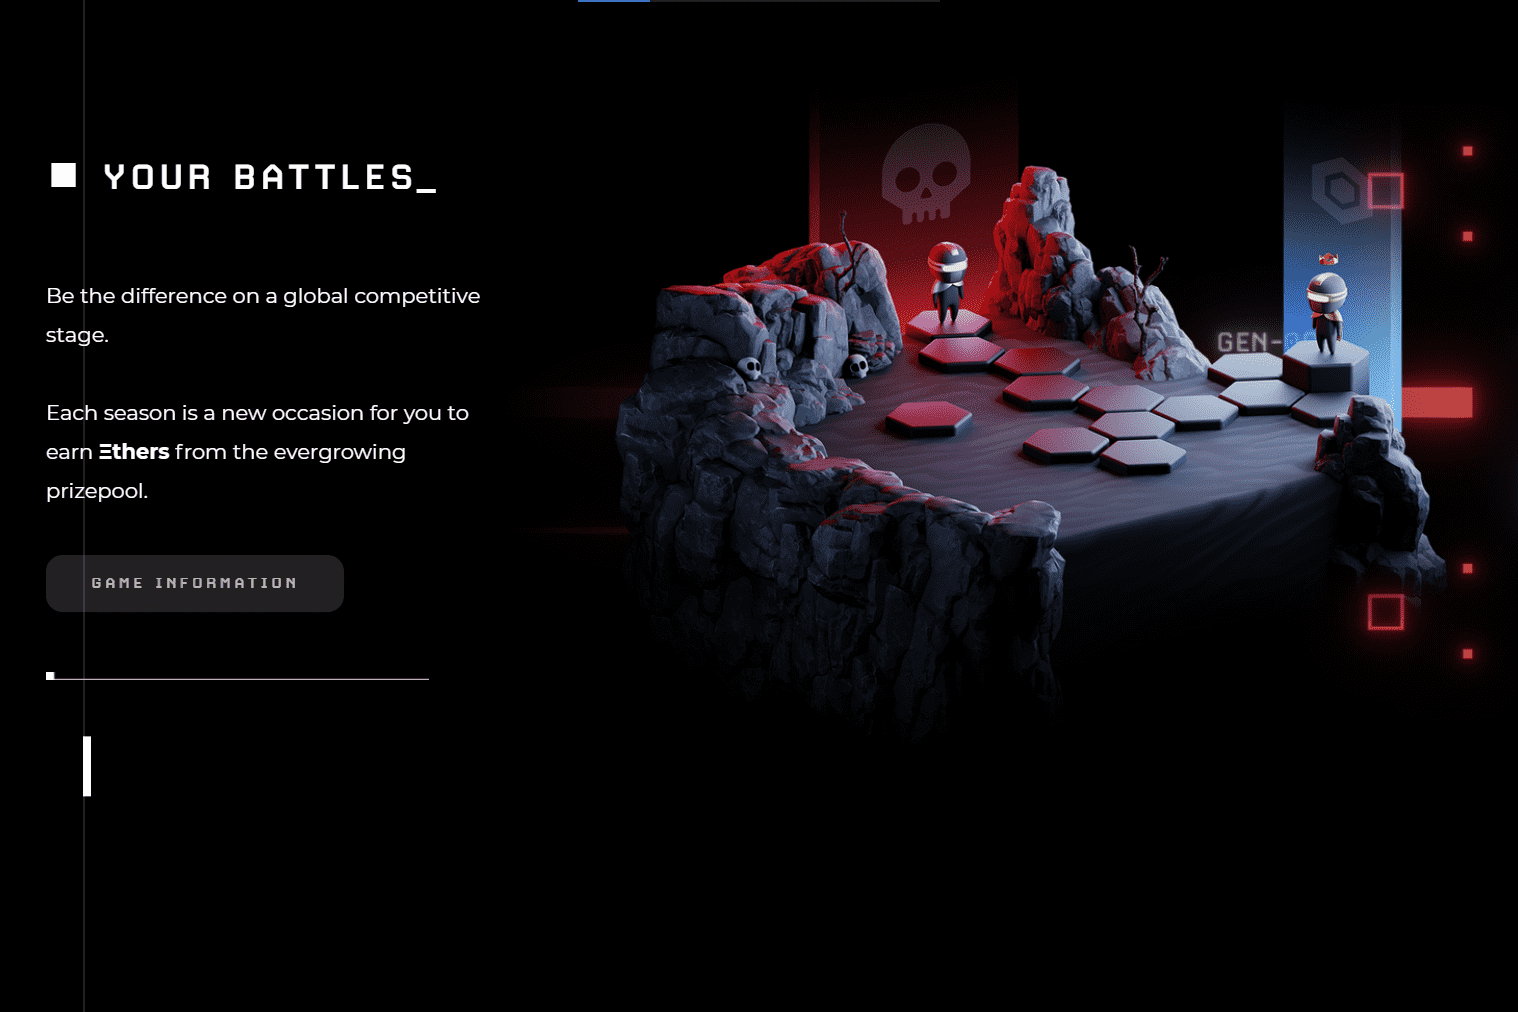 YOUR BATTLES_
Be the difference on a global competitive
stage.
Each season is a new occasion for you to
earn Ξthers from the evergrowing
prizepool.
GAME INFORMATION
GEN-